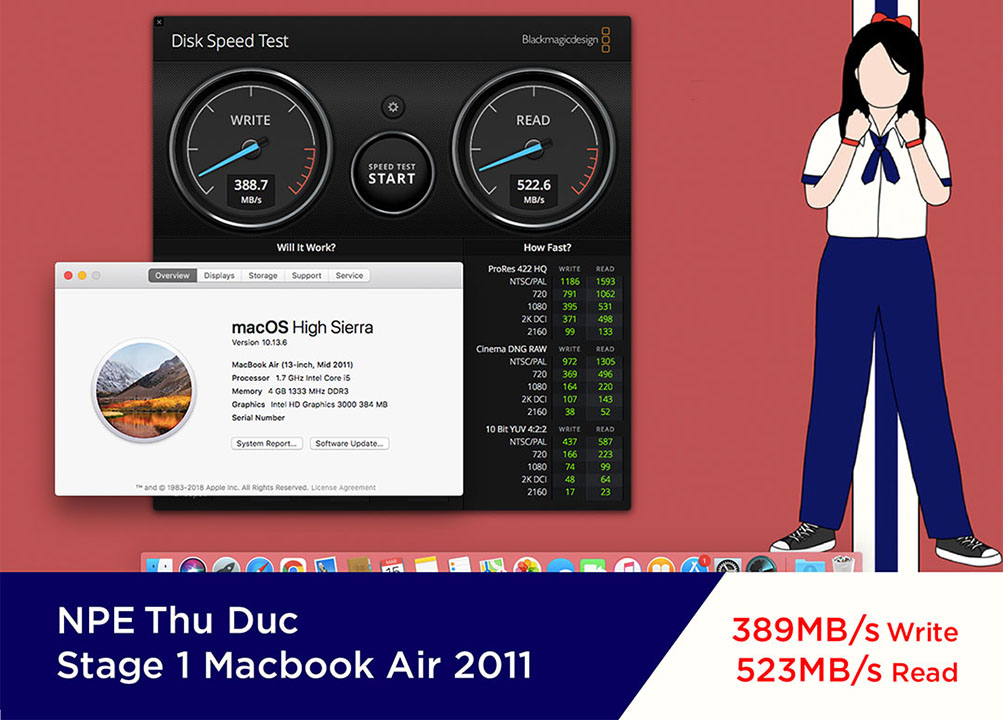 Disk Speed Test
Blackmagicdesign
WRITE
388.7
MB/s
SPEED TEST
START
READ
522.6
MB/s
Will It Work?
How Fast?
ProRes 422 HQ WRITE READ
NTSC/PAL 1186 1593
720 791 1062
1080 395 531
2K DCI 371 498
2160 99 133
Cinema DNG RAW WRITE READ
NTSC/PAL 972 1305
720 369 496
1080 164 220
2K DCI 107 143
2160 38 52
10 Bit YUV 4:2:2 WRITE READ
NTSC/PAL 437 587
720 166 223
1080 74 99
2K DCI 48 64
2160 17 23
Overview Displays Storage Support Service
macOS High Sierra
Version 10.13.6
MacBook Air (13-inch, Mid 2011)
Processor 1.7 GHz Intel Core i5
Memory 4 GB 1333 MHz DDR3
Graphics Intel HD Graphics 3000 384 MB
Serial Number
System Report... Software Update...
™ and © 1983-2018 Apple Inc. All Rights Reserved. License Agreement
1
NPE Thu Duc
Stage 1 Macbook Air 2011
389MB/s Write
523MB/s Read